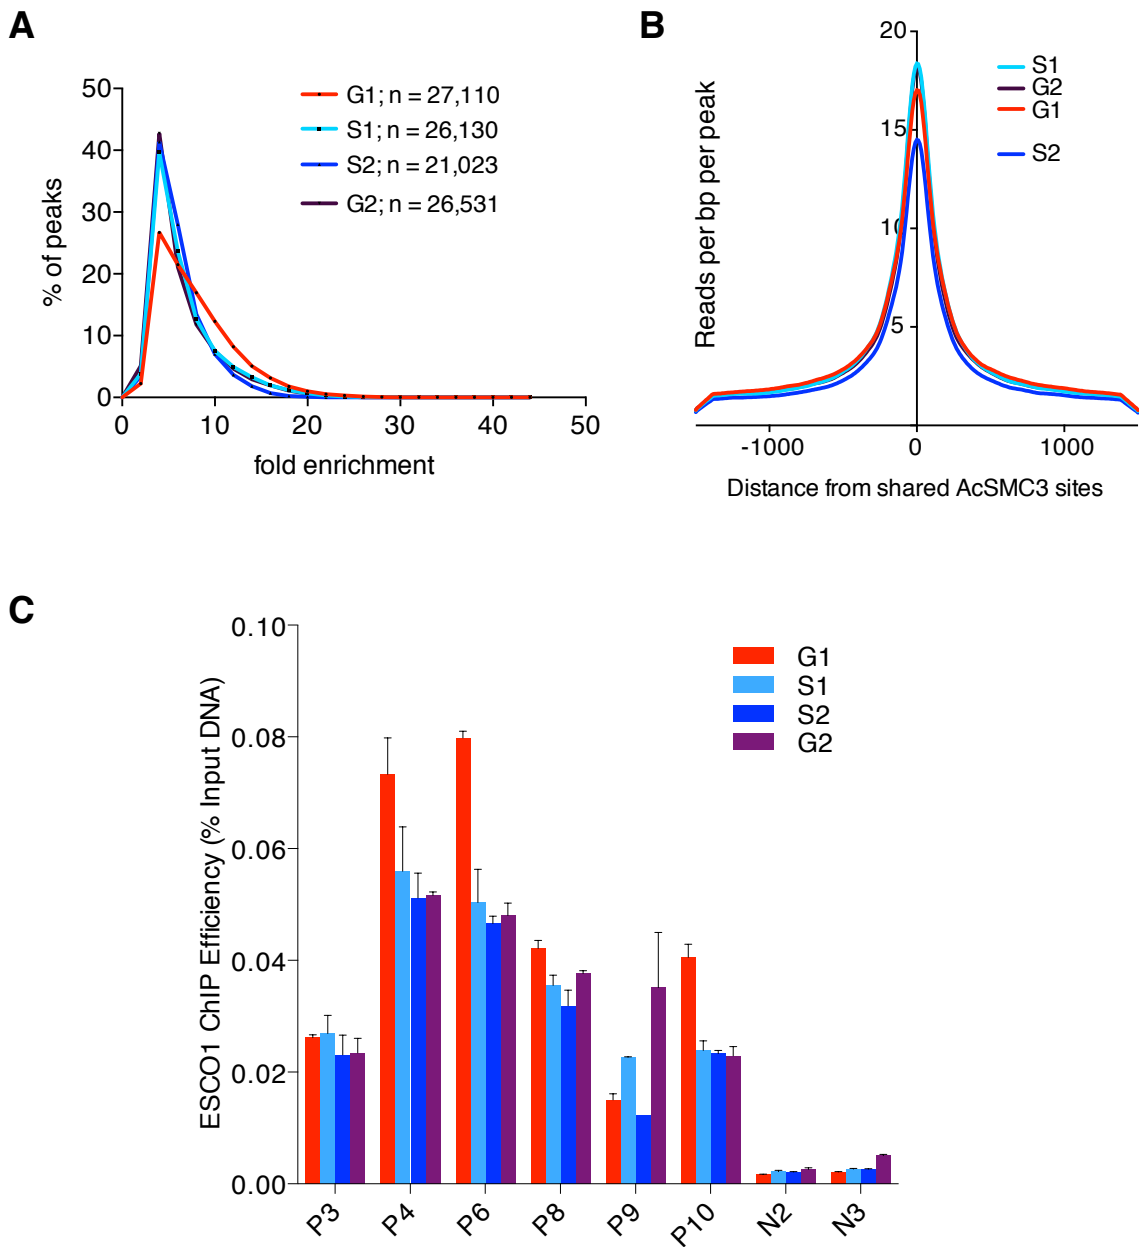 A
50
40
30
20
10
0
% of peaks
0 10 20 30 40 50
fold enrichment
G1; n = 27,110
S1; n = 26,130
S2; n = 21,023
G2; n = 26,531
B
20
15
10
5
Reads per bp per peak
-1000 0 1000
Distance from shared AcSMC3 sites
S1
G2
G1
S2
C
0.10
0.08
0.06
0.04
0.02
0.00
ESCO1 ChIP Efficiency (% Input DNA)
G1
S1
S2
G2
P3 P4 P6 P8 P9 P10 N2 N3